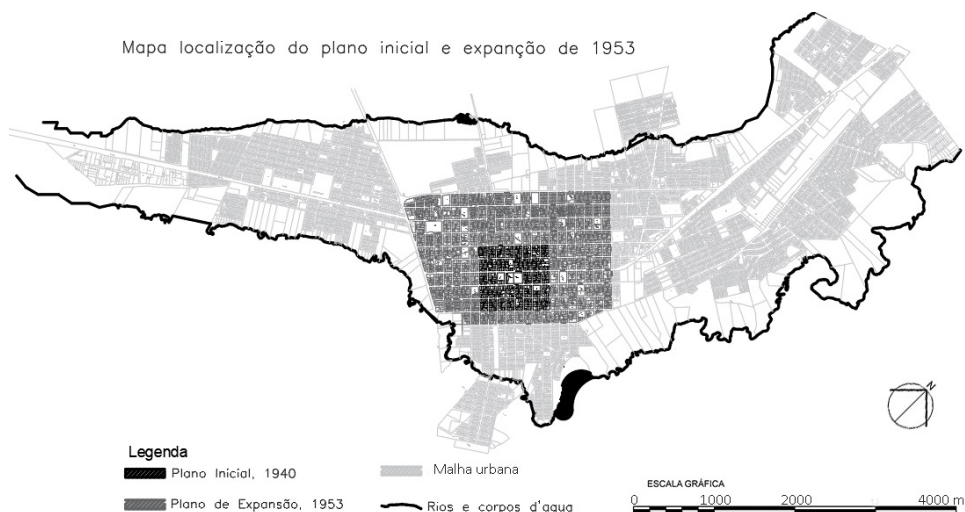 Mapa localização do plano inicial e expanção de 1953
N
Legenda
Plano Inicial, 1940
Plano de Expansão, 1953
Malha urbana
Rios e corpos d'agua
ESCALA GRÁFICA
0 1000 2000 4000 m